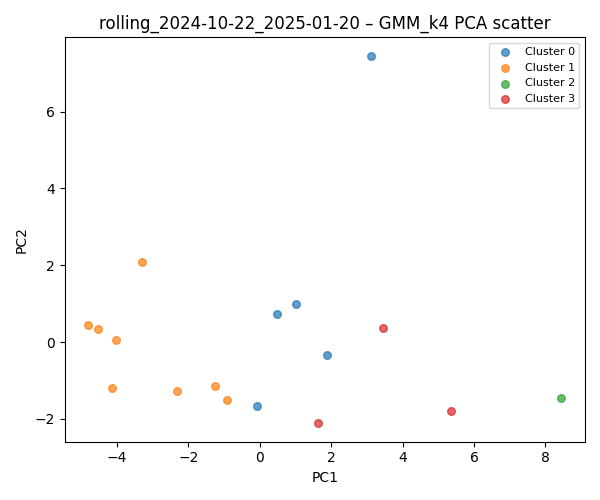 rolling_2024-10-22_2025-01-20 – GMM_k4 PCA scatter
Cluster 0
Cluster 1
Cluster 2
Cluster 3
PC2
6
4
2
0
−2
−4
−2
0
2
4
6
8
PC1